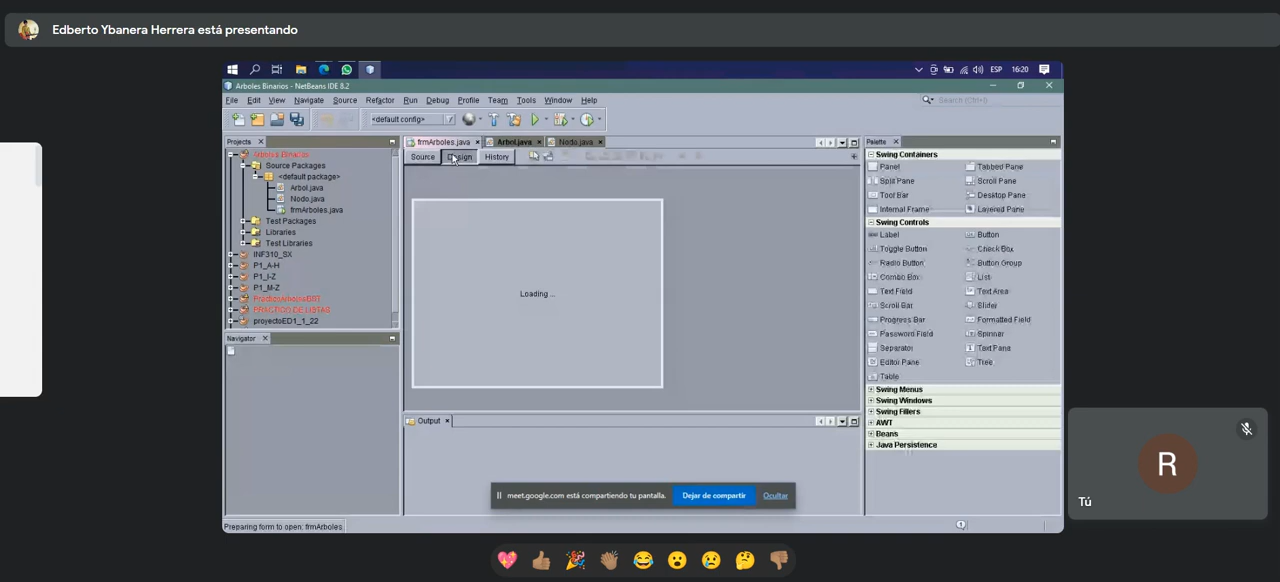 Edberto Ybanera Herrera está presentando
ESP 16:20
Arboles Binarios - NetBeans IDE 8.2
File Edit View Navigate Source Refactor Run Debug Profile Team Tools Window Help
Search (Ctrl+I)
<default config>
Projects
frmArboles.java Arbol.java Nodo.java
Palette
Source Design History
Arboles Binarios
Source Packages
<default package>
Arbol.java
Nodo.java
frmArboles.java
Test Packages
Libraries
Test Libraries
INF310_SX
P1_A-H
P1_I-Z
P1_M-Z
PRACTICO DE LISTAS
proyectoED1_1_22
Navigator
Loading ...
Swing Containers
Panel Tabbed Pane
Split Pane Scroll Pane
Tool Bar Desktop Pane
Internal Frame Layered Pane
Swing Controls
Label Button
Toggle Button Check Box
Radio Button Button Group
Combo Box List
Text Field Text Area
Scroll Bar Slider
Progress Bar Formatted Field
Password Field Spinner
Separator Text Pane
Editor Pane Tree
Table
Swing Menus
Swing Windows
Swing Fillers
AWT
Beans
Java Persistence
Output
meet.google.com está compartiendo tu pantalla. Dejar de compartir Ocultar
Preparing form to open: frmArboles
R
Tú